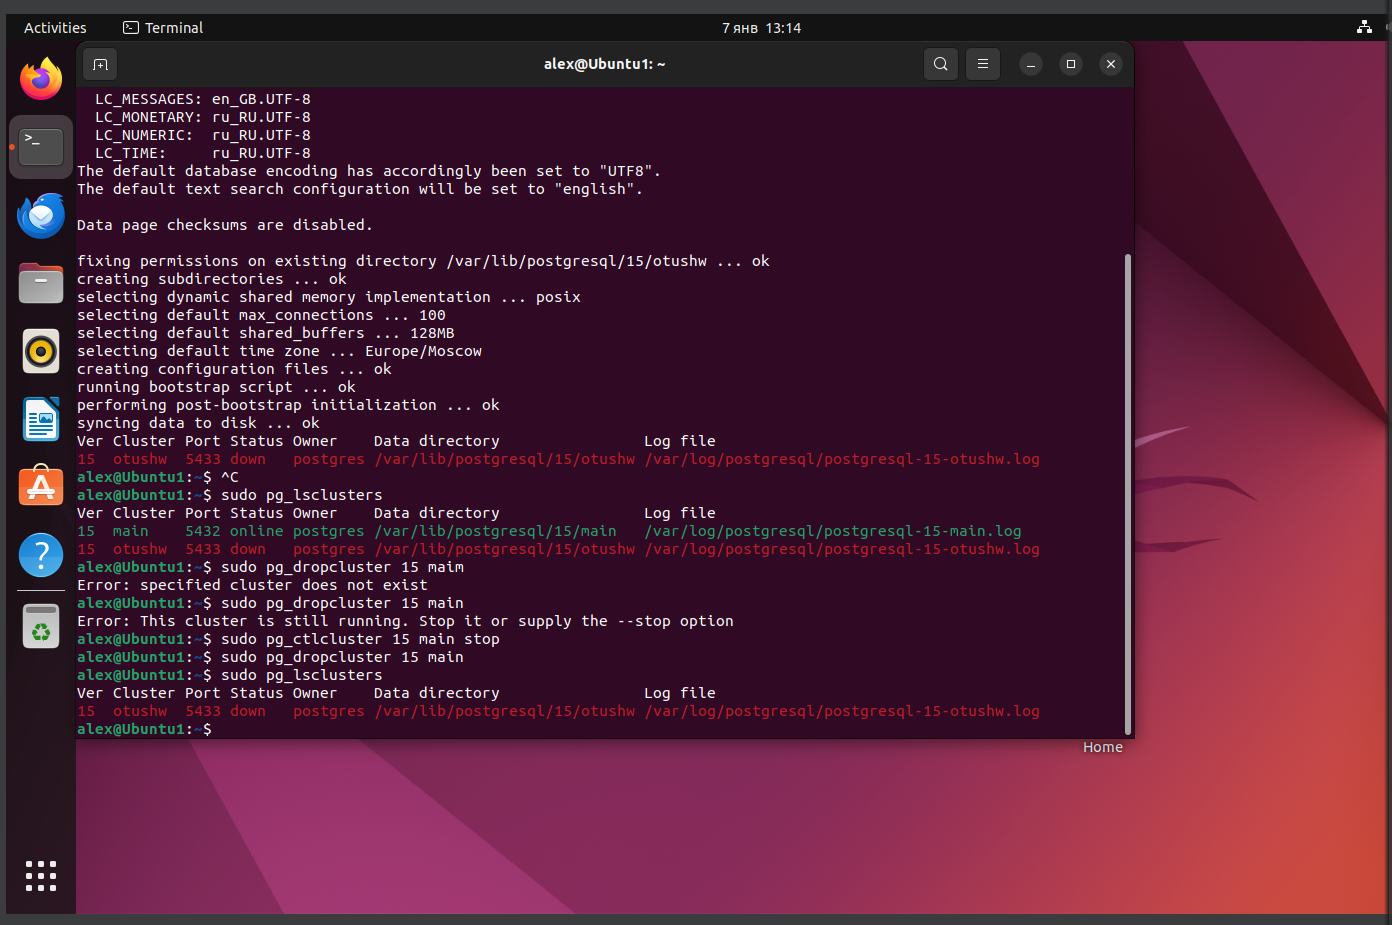 Activities
Terminal
7 янв 13:14
alex@Ubuntu1: ~
LC_MESSAGES: en_GB.UTF-8
LC_MONETARY: ru_RU.UTF-8
LC_NUMERIC:  ru_RU.UTF-8
LC_TIME:     ru_RU.UTF-8
The default database encoding has accordingly been set to "UTF8".
The default text search configuration will be set to "english".
Data page checksums are disabled.
fixing permissions on existing directory /var/lib/postgresql/15/otushw ... ok
creating subdirectories ... ok
selecting dynamic shared memory implementation ... posix
selecting default max_connections ... 100
selecting default shared_buffers ... 128MB
selecting default time zone ... Europe/Moscow
creating configuration files ... ok
running bootstrap script ... ok
performing post-bootstrap initialization ... ok
syncing data to disk ... ok
Ver Cluster Port Status Owner    Data directory                Log file
15  otushw  5433 down   postgres /var/lib/postgresql/15/otushw /var/log/postgresql/postgresql-15-otushw.log
alex@Ubuntu1:~$ ^C
alex@Ubuntu1:~$ sudo pg_lsclusters
Ver Cluster Port Status Owner    Data directory                Log file
15  main    5432 online postgres /var/lib/postgresql/15/main   /var/log/postgresql/postgresql-15-main.log
15  otushw  5433 down   postgres /var/lib/postgresql/15/otushw /var/log/postgresql/postgresql-15-otushw.log
alex@Ubuntu1:~$ sudo pg_dropcluster 15 maim
Error: specified cluster does not exist
alex@Ubuntu1:~$ sudo pg_dropcluster 15 main
Error: This cluster is still running. Stop it or supply the --stop option
alex@Ubuntu1:~$ sudo pg_ctlcluster 15 main stop
alex@Ubuntu1:~$ sudo pg_dropcluster 15 main
alex@Ubuntu1:~$ sudo pg_lsclusters
Ver Cluster Port Status Owner    Data directory                Log file
15  otushw  5433 down   postgres /var/lib/postgresql/15/otushw /var/log/postgresql/postgresql-15-otushw.log
alex@Ubuntu1:~$
Home